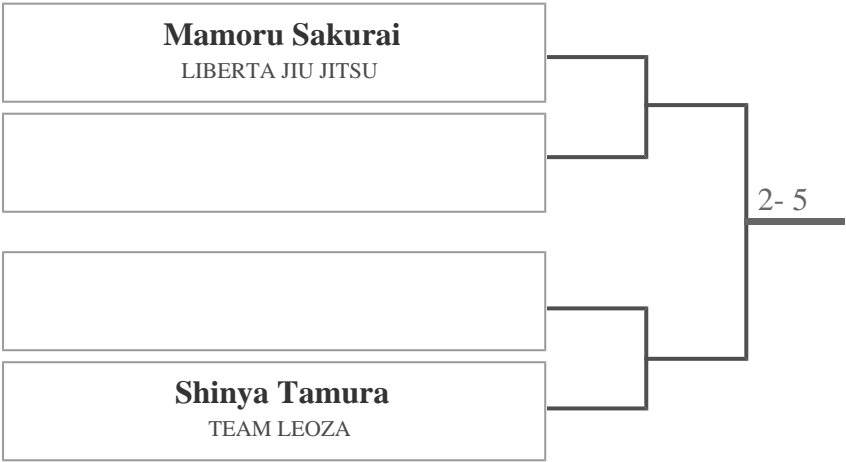 Mamoru Sakurai
LIBERTA JIU JITSU
2- 5
Shinya Tamura
TEAM LEOZA